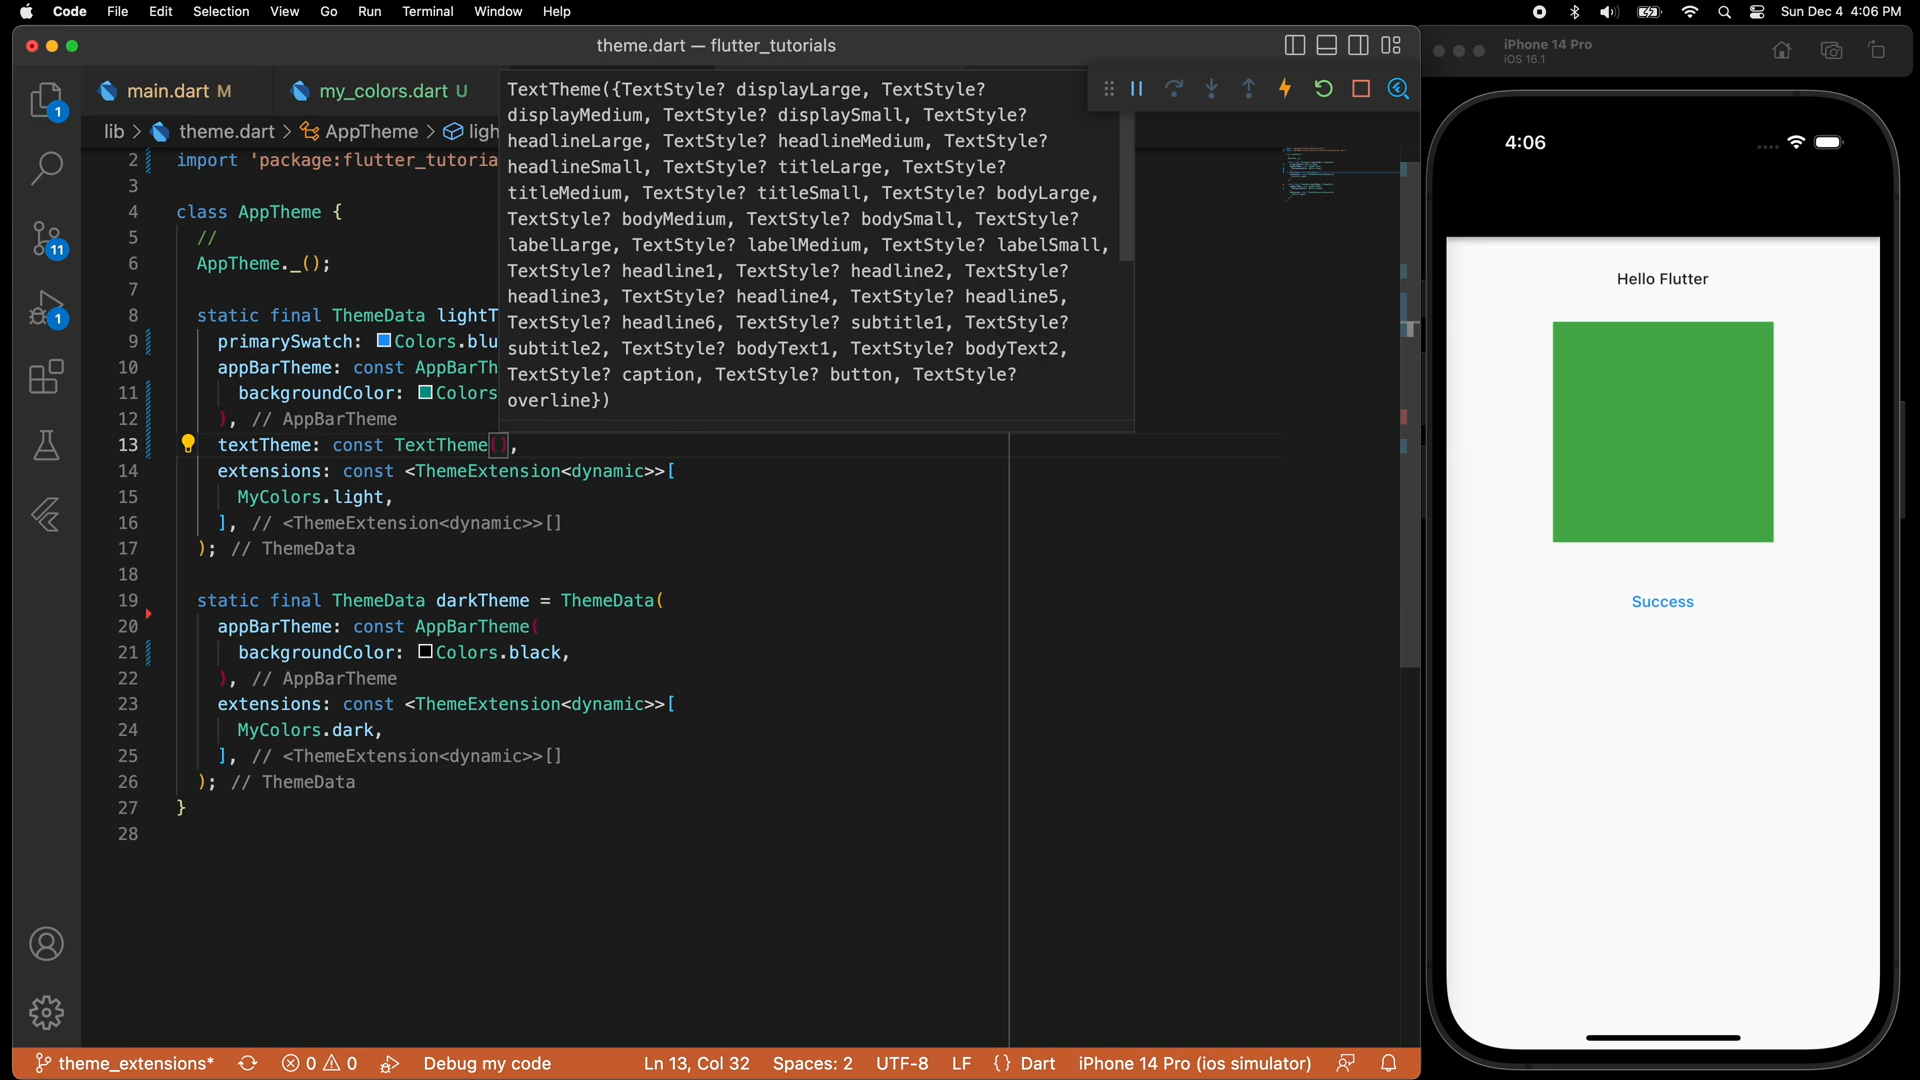 Code File Edit Selection View Go Run Terminal Window Help
Sun Dec 4 4:06 PM
theme.dart — flutter_tutorials
iPhone 14 Pro
iOS 16.1
main.dart M
my_colors.dart U
lib > theme.dart > AppTheme > ligh
TextTheme({TextStyle? displayLarge, TextStyle?
displayMedium, TextStyle? displaySmall, TextStyle?
headlineLarge, TextStyle? headlineMedium, TextStyle?
headlineSmall, TextStyle? titleLarge, TextStyle?
titleMedium, TextStyle? titleSmall, TextStyle? bodyLarge,
TextStyle? bodyMedium, TextStyle? bodySmall, TextStyle?
labelLarge, TextStyle? labelMedium, TextStyle? labelSmall,
TextStyle? headline1, TextStyle? headline2, TextStyle?
headline3, TextStyle? headline4, TextStyle? headline5,
TextStyle? headline6, TextStyle? subtitle1, TextStyle?
subtitle2, TextStyle? bodyText1, TextStyle? bodyText2,
TextStyle? caption, TextStyle? button, TextStyle?
overline})
2 import 'package:flutter_tutoria
3
4 class AppTheme {
5 //
6 AppTheme._();
7
8 static final ThemeData lightT
9 primarySwatch: Colors.blu
10 appBarTheme: const AppBarTh
11 backgroundColor: Colors
12 ), // AppBarTheme
13 textTheme: const TextTheme(),
14 extensions: const <ThemeExtension<dynamic>>[
15 MyColors.light,
16 ], // <ThemeExtension<dynamic>>[]
17 ); // ThemeData
18
19 static final ThemeData darkTheme = ThemeData(
20 appBarTheme: const AppBarTheme(
21 backgroundColor: Colors.black,
22 ), // AppBarTheme
23 extensions: const <ThemeExtension<dynamic>>[
24 MyColors.dark,
25 ], // <ThemeExtension<dynamic>>[]
26 ); // ThemeData
27 }
28
1
11
1
theme_extensions* 0 0 Debug my code Ln 13, Col 32 Spaces: 2 UTF-8 LF {} Dart iPhone 14 Pro (ios simulator)
4:06
Hello Flutter
Success